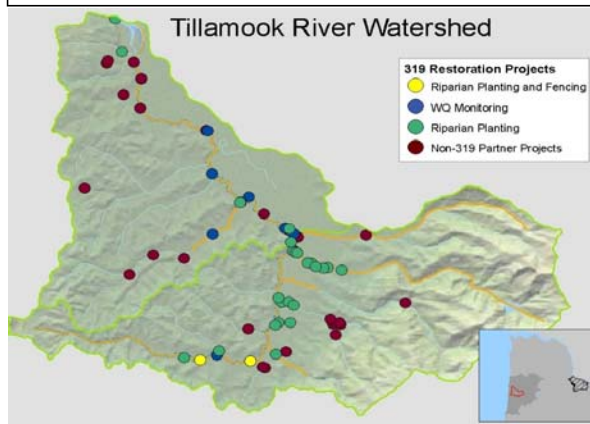 Tillamook River Watershed
319 Restoration Projects
Riparian Planting and Fencing
WQ Monitoring
Riparian Planting
Non-319 Partner Projects